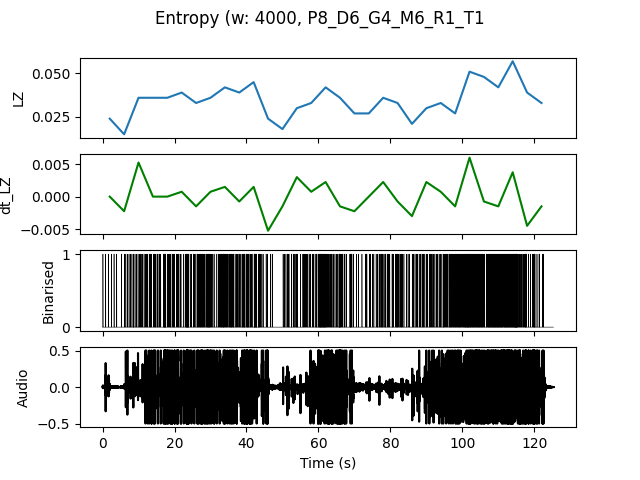 Entropy (w: 4000, P8_D6_G4_M6_R1_T1
LZ
0.050
0.025
dt_LZ
0.005
0.000
−0.005
Binarised
1
0
Audio
0.5
0.0
−0.5
0 20 40 60 80 100 120
Time (s)